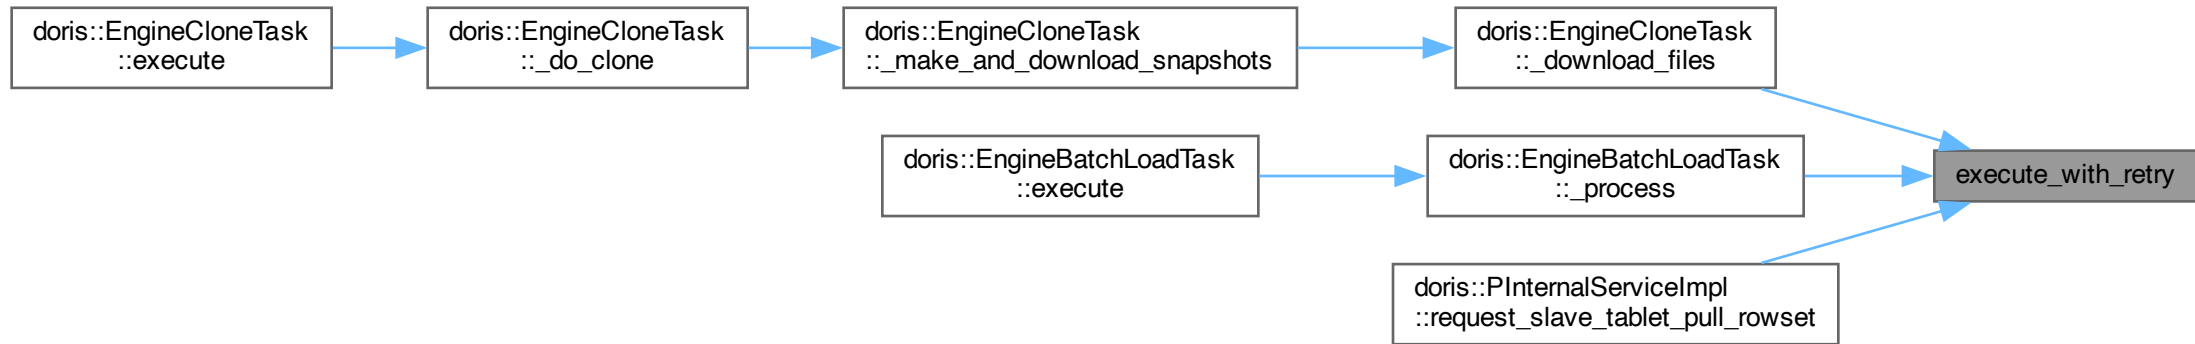 doris::EngineCloneTask
::execute
doris::EngineCloneTask
::_do_clone
doris::EngineCloneTask
::_make_and_download_snapshots
doris::EngineCloneTask
::_download_files
doris::EngineBatchLoadTask
::execute
doris::EngineBatchLoadTask
::_process
execute_with_retry
doris::PInternalServiceImpl
::request_slave_tablet_pull_rowset